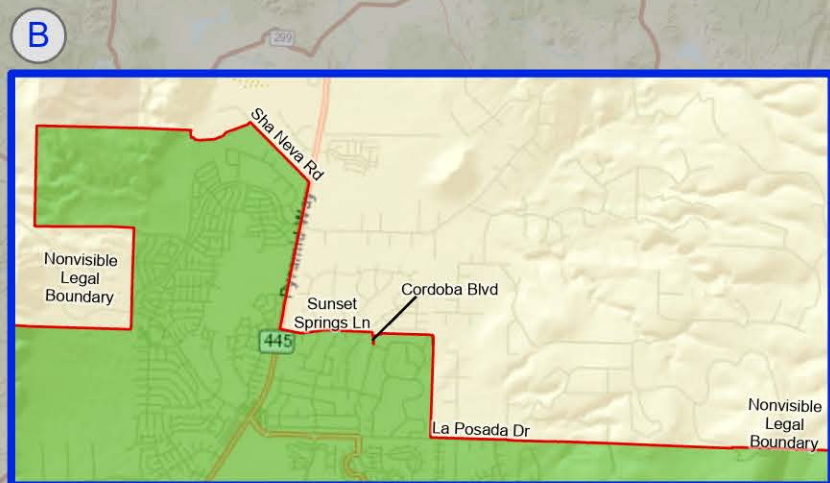 B
299
Sha Neva Rd
Pyramid Way
Nonvisible
Legal
Boundary
Cordoba Blvd
Sunset
Springs Ln
445
La Posada Dr
Nonvisible
Legal
Boundary